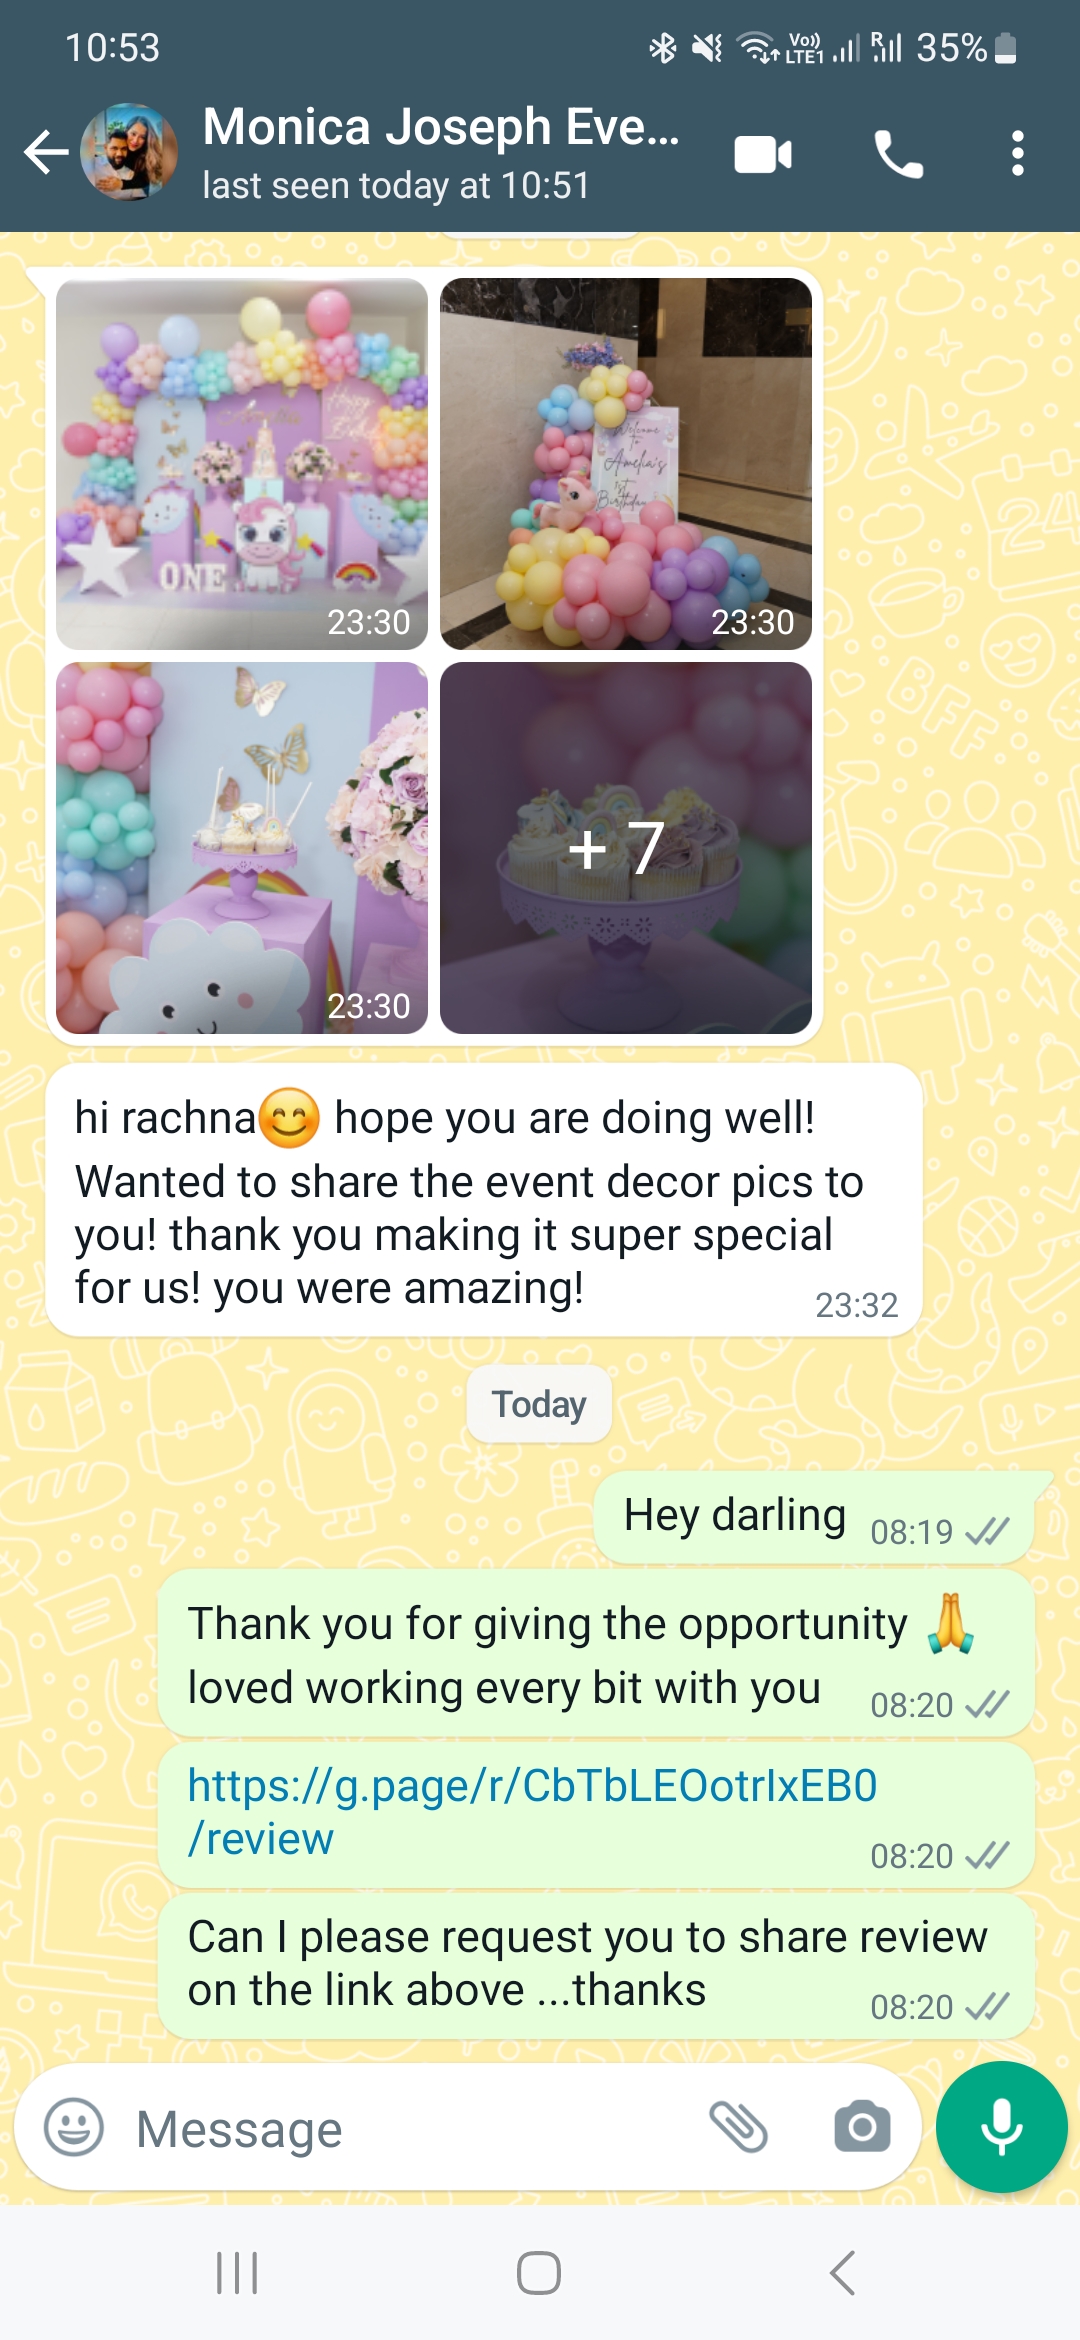 10:53
Vo)) LTE1 R 35%
Monica Joseph Eve...
last seen today at 10:51
Happy
ONE
23:30
Welcome
To
Amelia's
1st
Birthday
23:30
23:30
+ 7
hi rachna😊 hope you are doing well!
Wanted to share the event decor pics to
you! thank you making it super special
for us! you were amazing!
23:32
Today
Hey darling 08:19
Thank you for giving the opportunity 🙏
loved working every bit with you 08:20
https://g.page/r/CbTbLEOotrIxEB0
/review 08:20
Can I please request you to share review
on the link above ...thanks 08:20
Message